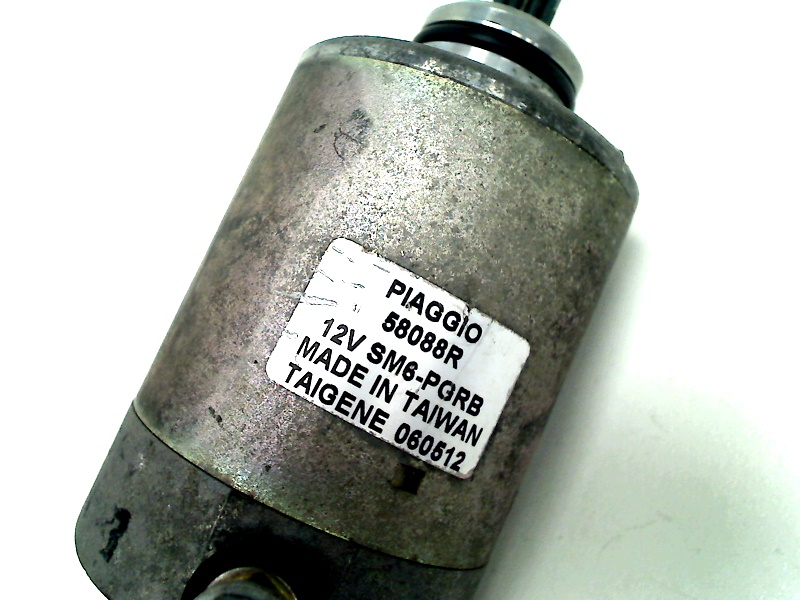 PIAGGIO
58088R
12V SM6-PGRB
MADE IN TAIWAN
TAIGENE 060512